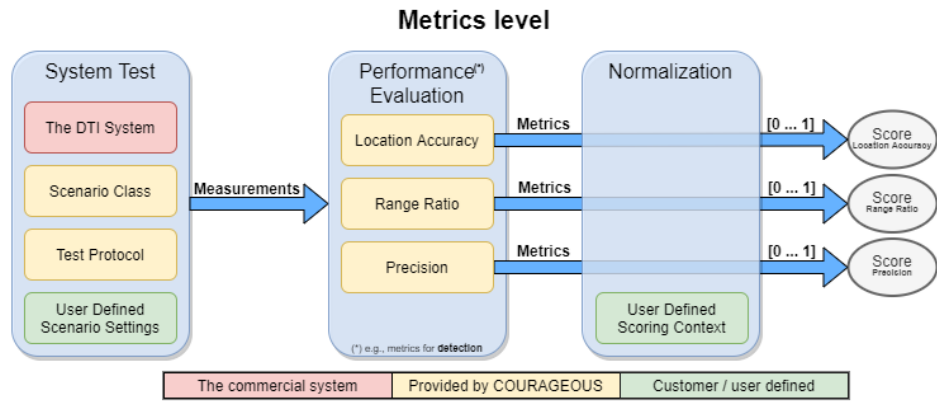 Metrics level
System Test
The DTI System
Scenario Class
Test Protocol
User Defined
Scenario Settings
Measurements
Performance(*)
Evaluation
Location Accuracy
Range Ratio
Precision
(*) e.g., metrics for detection
Metrics
Metrics
Metrics
Normalization
User Defined
Scoring Context
[0 ... 1]
[0 ... 1]
[0 ... 1]
Score
Location Accuracy
Score
Range Ratio
Score
Precision
The commercial system
Provided by COURAGEOUS
Customer / user defined